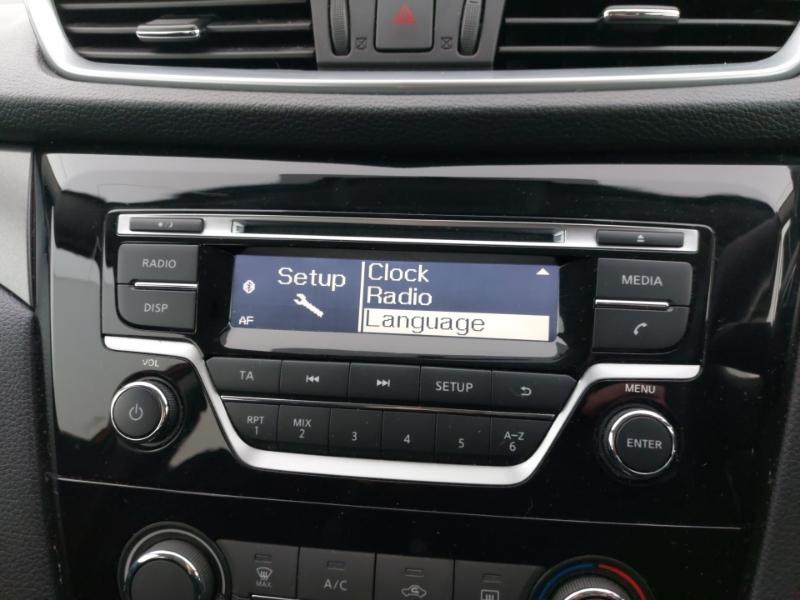 RADIO
DISP
Setup
AF
Clock
Radio
Language
MEDIA
VOL
TA
SETUP
MENU
RPT
1
MIX
2
3
4
5
A-Z
6
ENTER
MAX
A/C